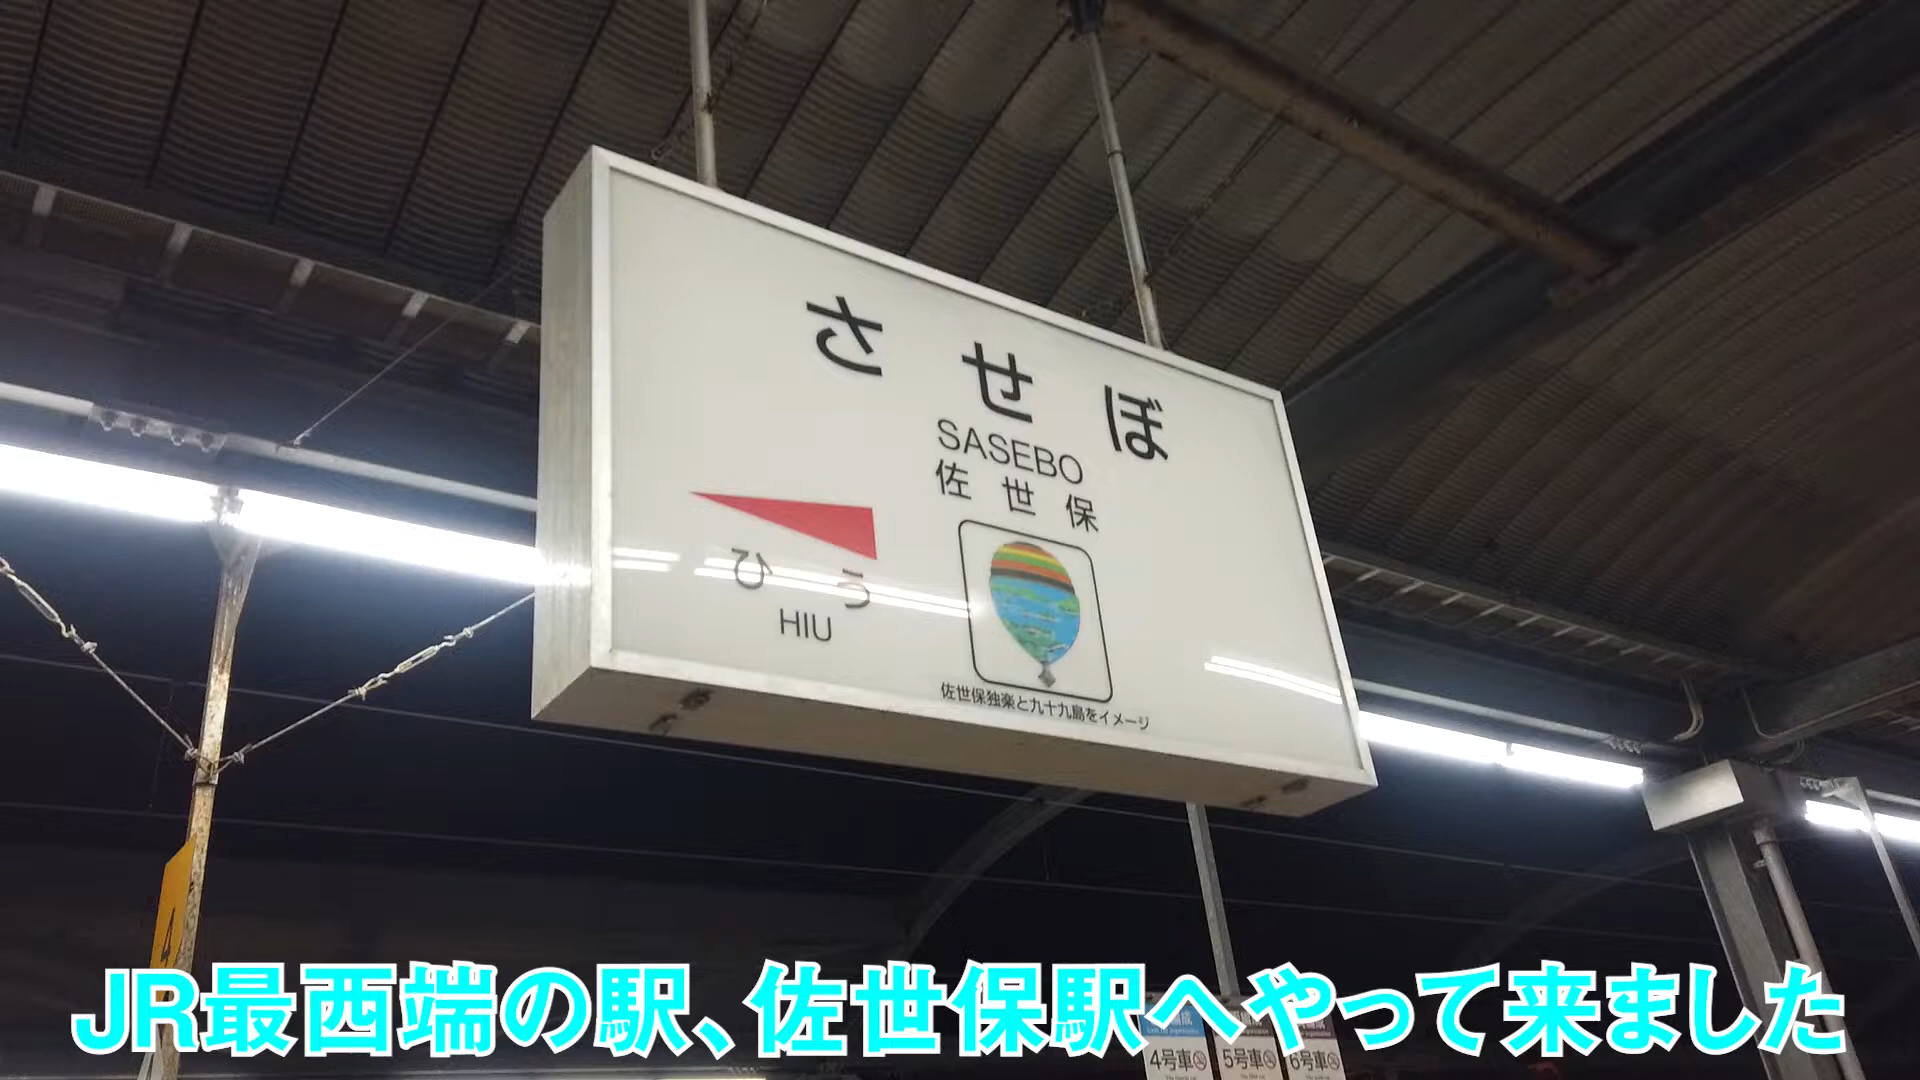 させぼ
SASEBO
佐世保
ひう
HIU
佐世保独楽と九十九島をイメージ
4
JR最西端の駅、佐世保駅へやって来ました
4号車 5号車 6号車